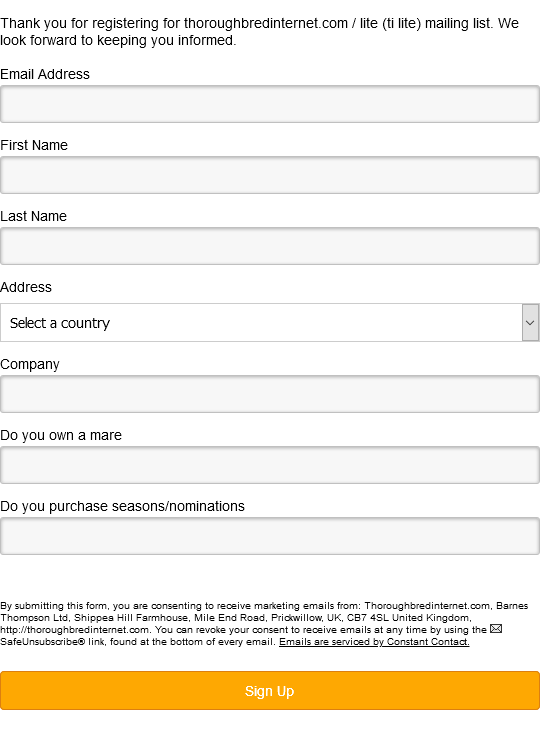 Thank you for registering for thoroughbredinternet.com / lite (ti lite) mailing list. We
look forward to keeping you informed.
Email Address
First Name
Last Name
Address
Select a country
Company
Do you own a mare
Do you purchase seasons/nominations
By submitting this form, you are consenting to receive marketing emails from: Thoroughbredinternet.com, Barnes
Thompson Ltd, Shippea Hill Farmhouse, Mile End Road, Prickwillow, UK, CB7 4SL United Kingdom,
http://thoroughbredinternet.com. You can revoke your consent to receive emails at any time by using the
SafeUnsubscribe® link, found at the bottom of every email. Emails are serviced by Constant Contact.
Sign Up